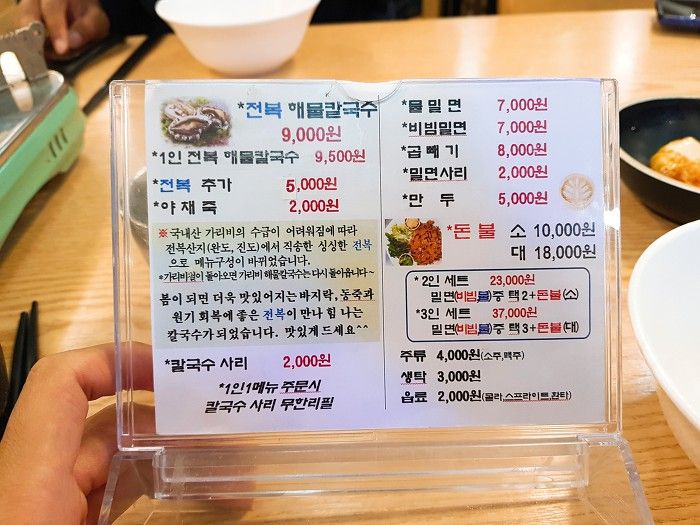 *전복 해물칼국수
9,000원
*1인 전복 해물칼국수 9,500원
*전복 추가 5,000원
*야채죽 2,000원
※국내산 가리비의 수급이 어려워짐에 따라
전복산지(완도, 진도)에서 직송한 싱싱한 전복
으로 메뉴구성이 바뀌었습니다.
*가리비철이 돌아오면 가리비 해물칼국수는 다시 돌아옵니다~
봄이 되면 더욱 맛있어지는 바지락, 동죽과
원기 회복에 좋은 전복이 만나 힘 나는
칼국수가 되었습니다. 맛있게 드세요^^
*칼국수 사리 2,000원
*1인1메뉴 주문시
칼국수 사리 무한리필
*물밀면 7,000원
*비빔밀면 7,000원
*곱빼기 8,000원
*밀면사리 2,000원
*만두 5,000원
*돈불 소 10,000원
대 18,000원
*2인 세트 23,000원
밀면(비빔,물)중 택2+돈불(소)
*3인 세트 37,000원
밀면(비빔,물)중 택3+돈불(대)
주류 4,000원(소주,맥주)
생탁 3,000원
음료 2,000원(콜라,스프라이트,환타)